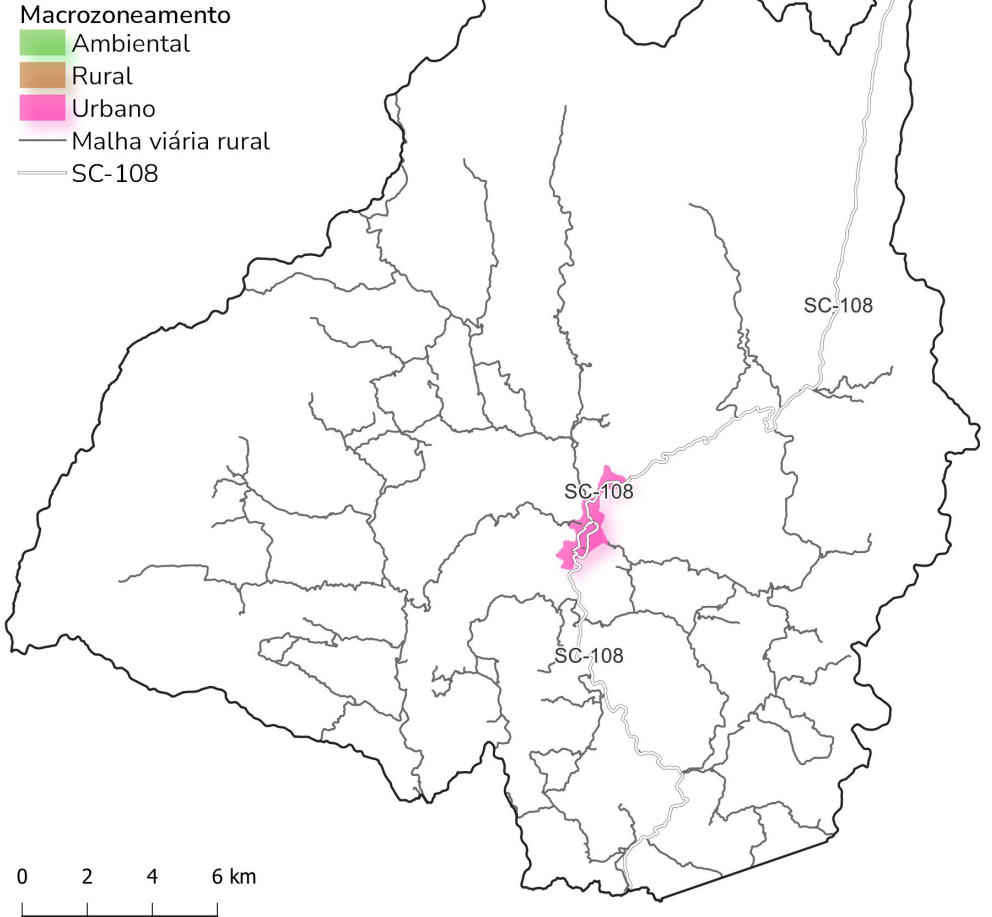 Macrozoneamento
Ambiental
Rural
Urbano
Malha viária rural
SC-108
SC-108
SC-108
SC-108
0 2 4 6 km